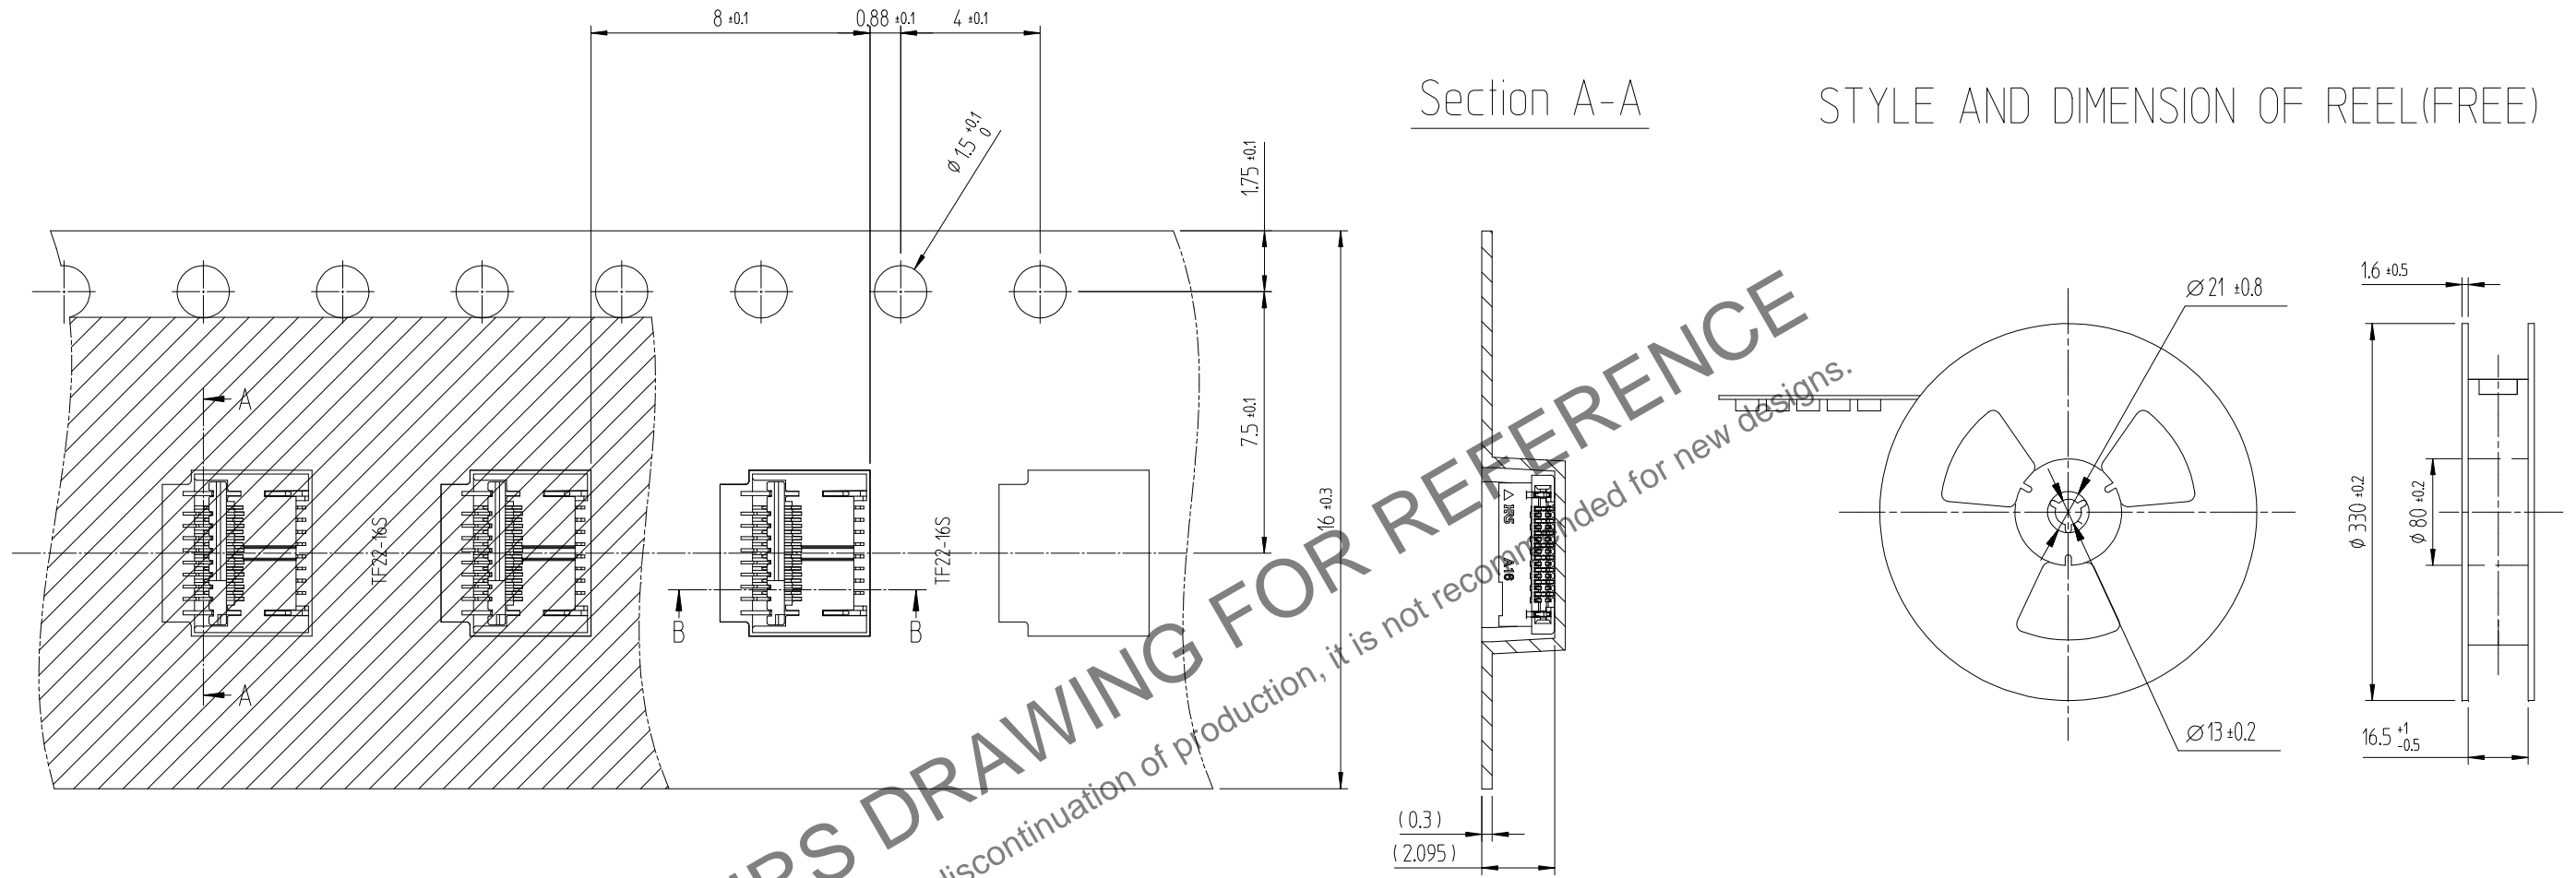 8 ±0.1
0.88 ±0.1
4 ±0.1
Ø 1.5 +0.1 0
1.75 ±0.1
7.5 ±0.1
16 ±0.3
A
A
B
B
TF22-16S
TF22-16S
Section A-A
HRS
A16
(0.3)
(2.095)
STYLE AND DIMENSION OF REEL(FREE)
Ø 21 ±0.8
Ø 13 ±0.2
1.6 ±0.5
Ø 330 ±0.2
Ø 80 ±0.2
16.5 +1 -0.5
DRAWING FOR REFERENCE
discontinuation of production, it is not recommended for new designs.